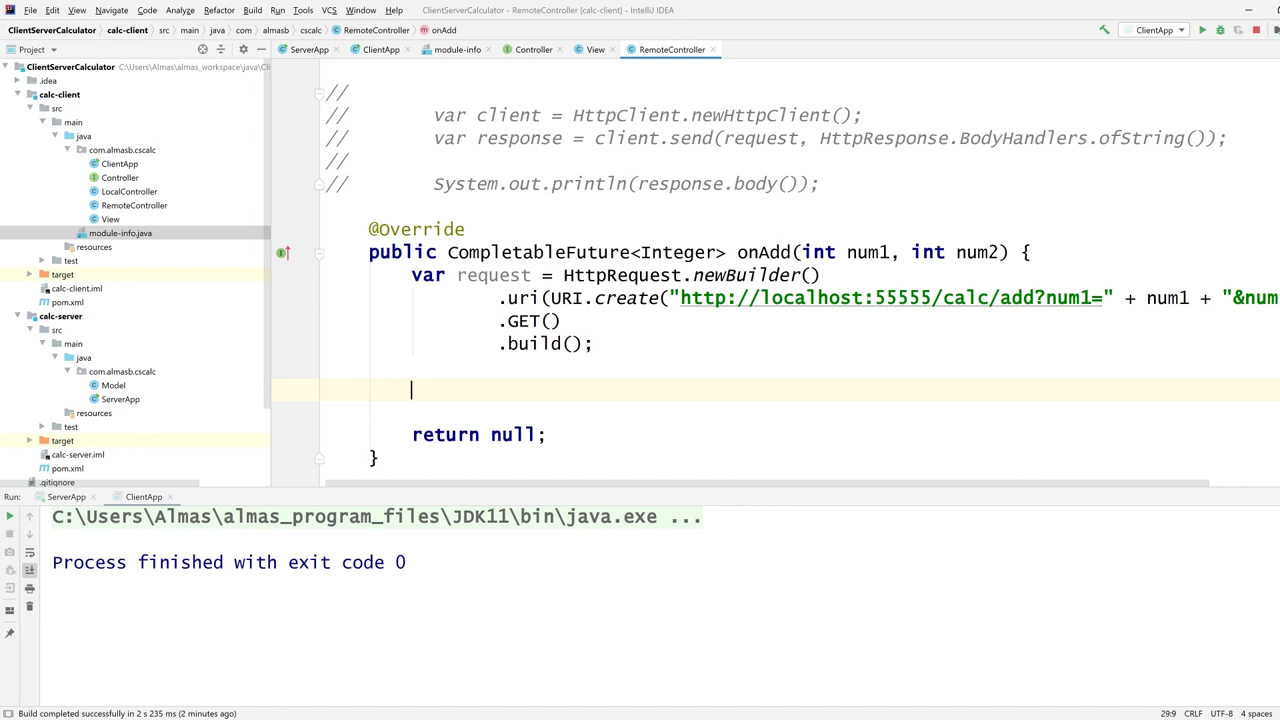 File Edit View Navigate Code Analyze Refactor Build Run Tools VCS Window Help ClientServerCalculator - RemoteController [calc-client] - IntelliJ IDEA
ClientServerCalculator calc-client src main java com almasb cscalc RemoteController onAdd ClientApp
Project ServerApp ClientApp module-info Controller View RemoteController
ClientServerCalculator C:\Users\Almas\almas_workspace\java\Cli
.idea
calc-client
src
main
java
com.almasb.cscalc
ClientApp
Controller
LocalController
RemoteController
View
module-info.java
resources
test
target
calc-client.iml
pom.xml
calc-server
src
main
java
com.almasb.cscalc
Model
ServerApp
resources
test
target
calc-server.iml
pom.xml
.gitignore
//
// var client = HttpClient.newHttpClient();
// var response = client.send(request, HttpResponse.BodyHandlers.ofString());
//
// System.out.println(response.body());
@Override
public CompletableFuture<Integer> onAdd(int num1, int num2) {
var request = HttpRequest.newBuilder()
.uri(URI.create("http://localhost:55555/calc/add?num1=" + num1 + "&num
.GET()
.build();
return null;
}
Run: ServerApp ClientApp
C:\Users\Almas\almas_program_files\JDK11\bin\java.exe ...
Process finished with exit code 0
Build completed successfully in 2 s 235 ms (2 minutes ago) 29:9 CRLF UTF-8 4 spaces